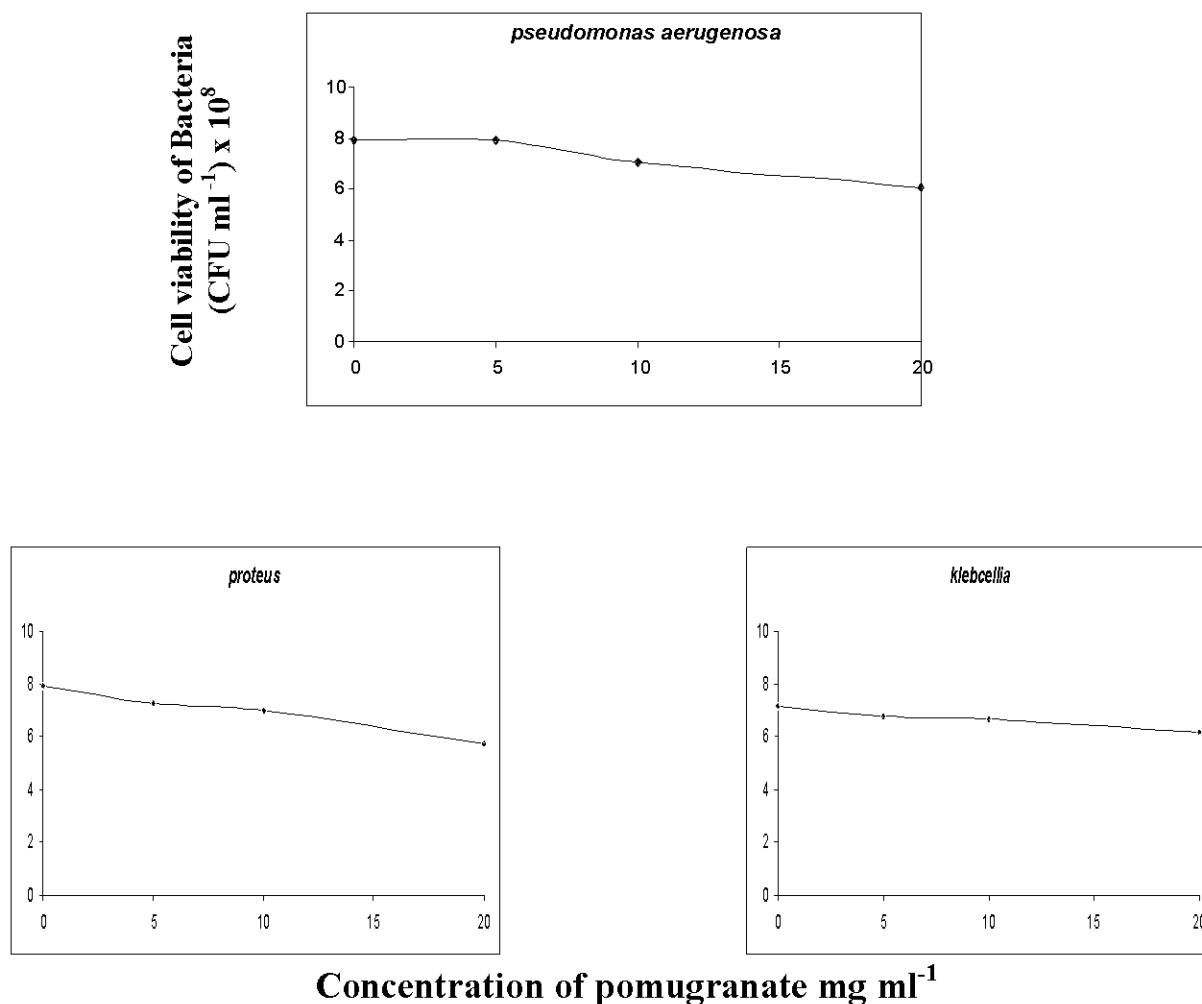 pseudomonas aerugenosa
Cell viability of Bacteria
(CFU ml -1) x 10^8
10
8
6
4
2
0
0 5 10 15 20
proteus
10
8
6
4
2
0
0 5 10 15 20
klebcellia
10
8
6
4
2
0
0 5 10 15 20
Concentration of pomugranate mg ml-1